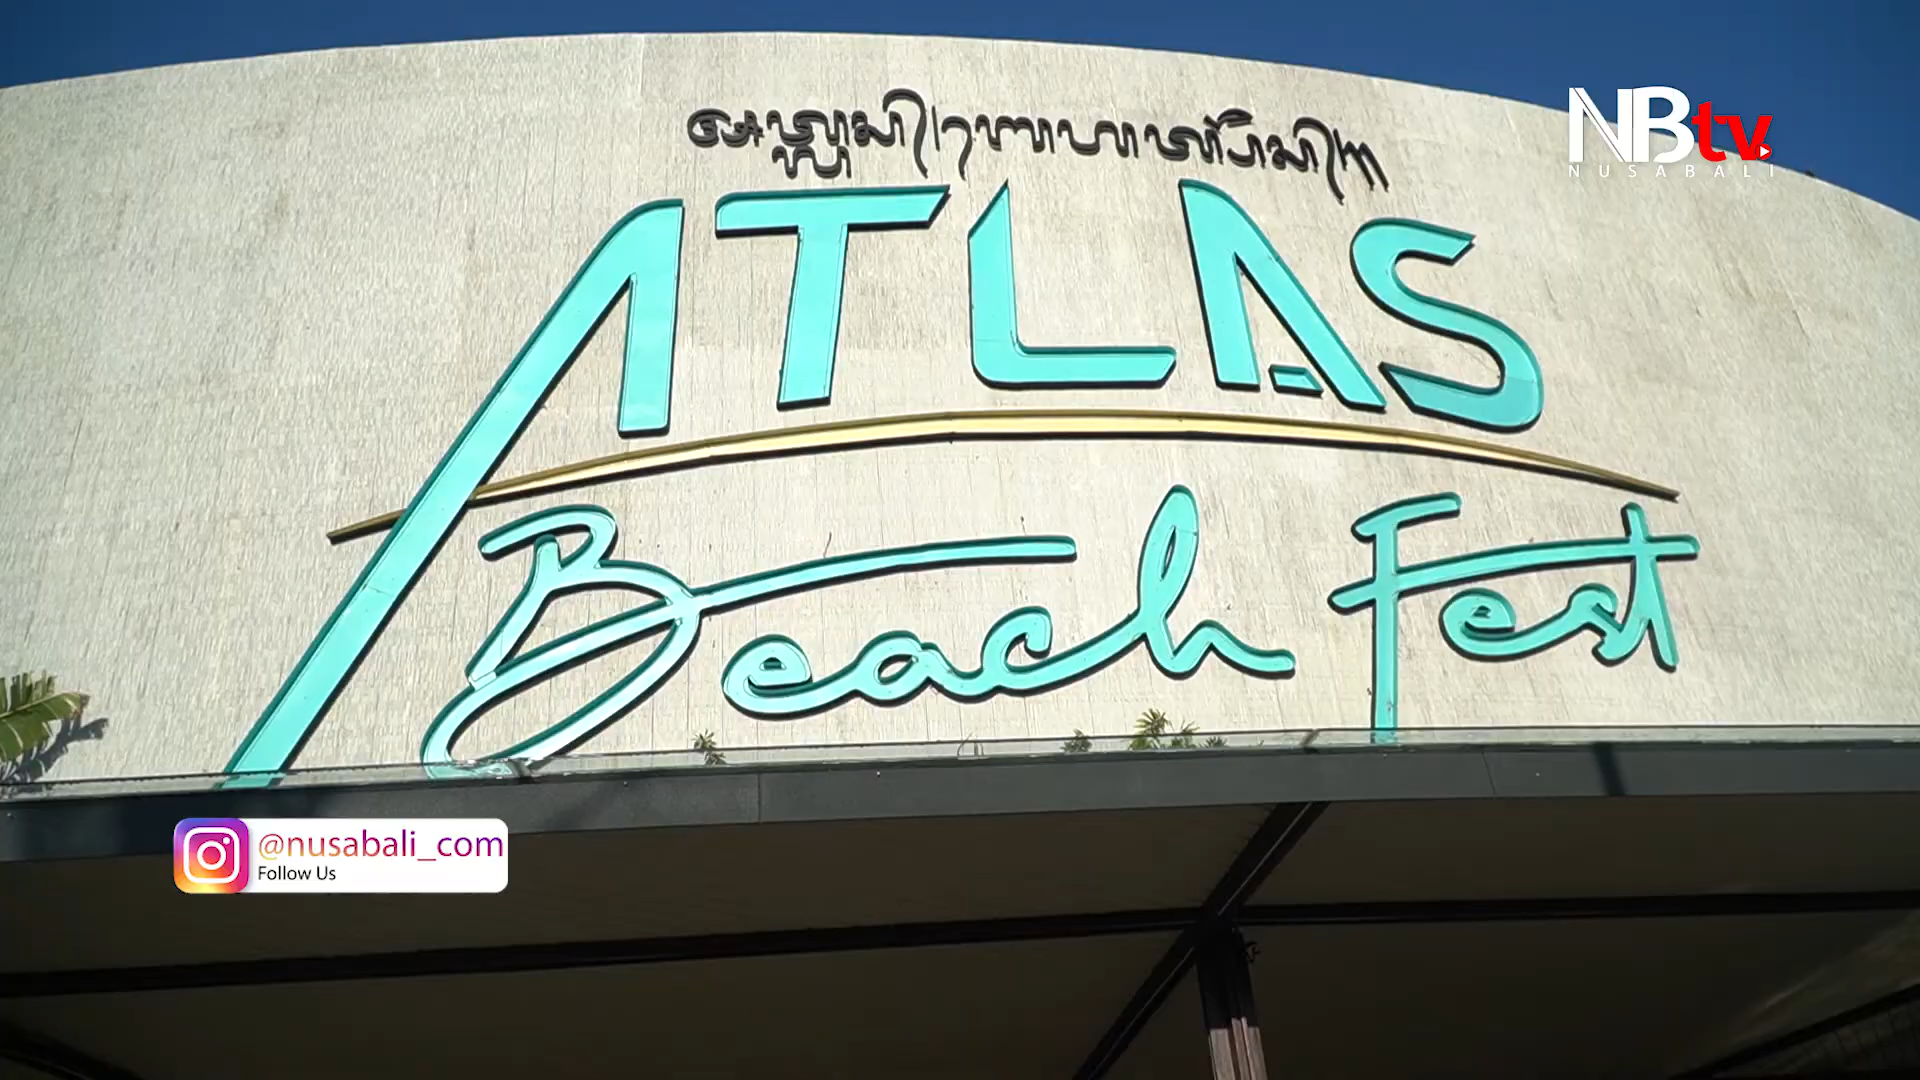 NBtv
NUSABALI
ATLAS
Beach Fest
@nusabali_com
Follow Us